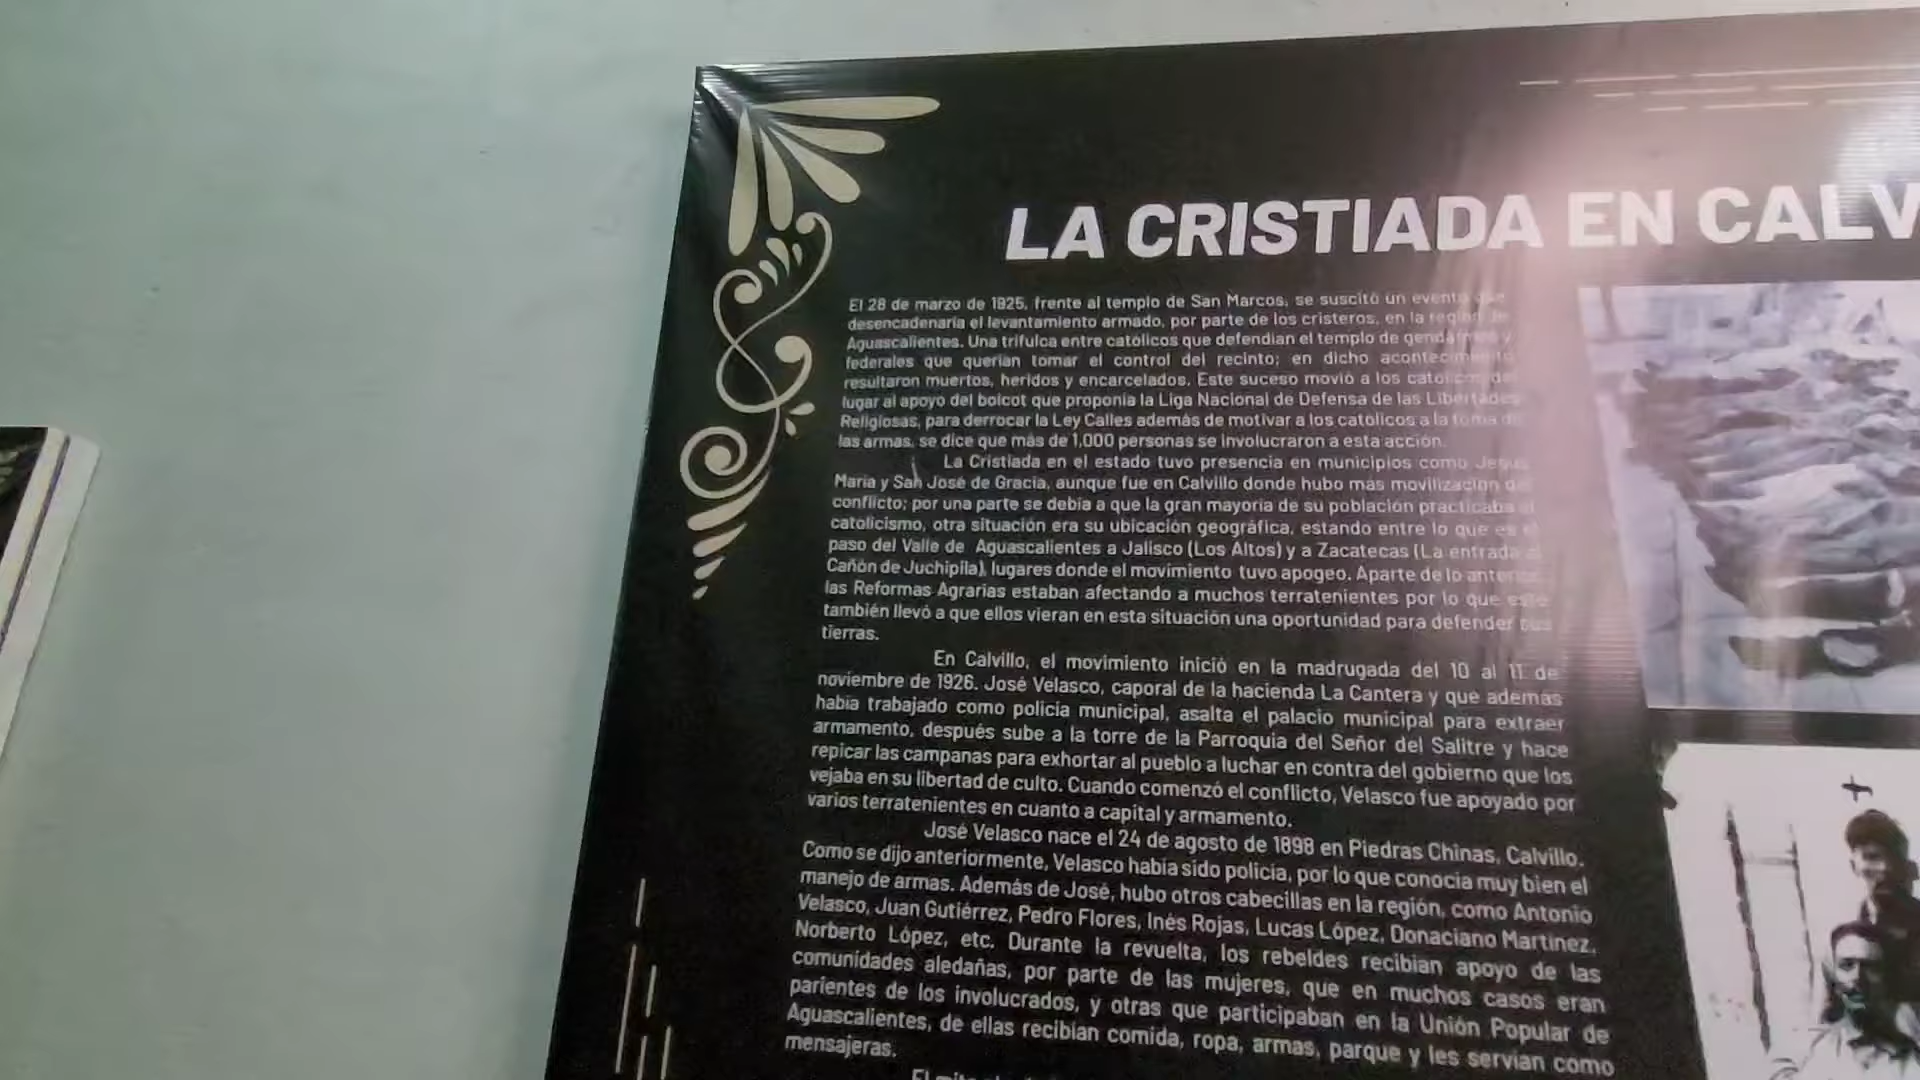 LA CRISTIADA EN CALV
El 28 de marzo de 1925, frente al templo de San Marcos, se suscitó un evento que
desencadenaría el levantamiento armado, por parte de los cristeros, en la región de
Aguascalientes. Una trifulca entre católicos que defendían el templo de gendarmes y
federales que querían tomar el control del recinto; en dicho acontecimiento
resultaron muertos, heridos y encarcelados. Este suceso movió a los católicos del
lugar al apoyo del boicot que proponía la Liga Nacional de Defensa de las Libertades
Religiosas, para derrocar la Ley Calles además de motivar a los católicos a la toma de
las armas, se dice que más de 1,000 personas se involucraron a esta acción.
La Cristiada en el estado tuvo presencia en municipios como Jesús
María y San José de Gracia, aunque fue en Calvillo donde hubo más movilización
conflicto; por una parte se debía a que la gran mayoría de su población practicaba el
catolicismo, otra situación era su ubicación geográfica, estando entre lo que es el
paso del Valle de Aguascalientes a Jalisco (Los Altos) y a Zacatecas (La entrada al
Cañón de Juchipila), lugares donde el movimiento tuvo apogeo. Aparte de lo anterior,
las Reformas Agrarias estaban afectando a muchos terratenientes por lo que esto
también llevó a que ellos vieran en esta situación una oportunidad para defender sus
tierras.
En Calvillo, el movimiento inició en la madrugada del 10 al 11 de
noviembre de 1926. José Velasco, caporal de la hacienda La Cantera y que además
había trabajado como policía municipal, asalta el palacio municipal para extraer
armamento, después sube a la torre de la Parroquia del Señor del Salitre y hace
repicar las campanas para exhortar al pueblo a luchar en contra del gobierno que los
vejaba en su libertad de culto. Cuando comenzó el conflicto, Velasco fue apoyado por
varios terratenientes en cuanto a capital y armamento.
José Velasco nace el 24 de agosto de 1898 en Piedras Chinas, Calvillo.
Como se dijo anteriormente, Velasco había sido policía, por lo que conocía muy bien el
manejo de armas. Además de José, hubo otros cabecillas en la región, como Antonio
Velasco, Juan Gutiérrez, Pedro Flores, Inés Rojas, Lucas López, Donaciano Martínez,
Norberto López, etc. Durante la revuelta, los rebeldes recibían apoyo de las
comunidades aledañas, por parte de las mujeres, que en muchos casos eran
parientes de los involucrados, y otras que participaban en la Unión Popular de
Aguascalientes, de ellas recibían comida, ropa, armas, parque y les servían como
mensajeras.